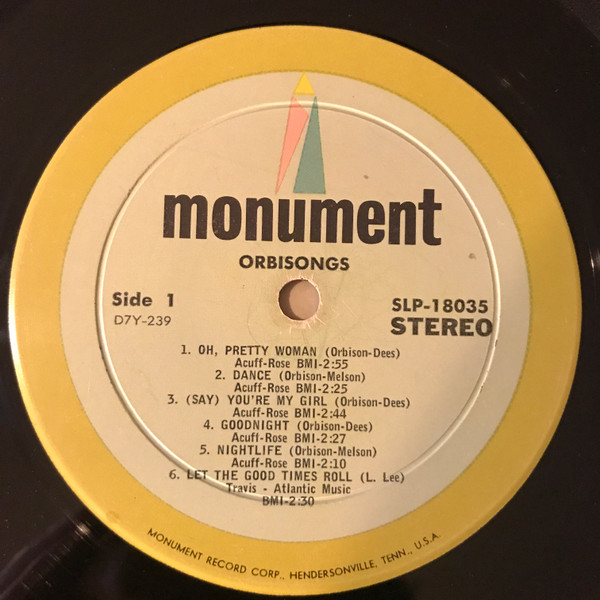 monument
ORBISONGS
Side 1
D7Y-239
SLP-18035
STEREO
1. OH, PRETTY WOMAN (Orbison-Dees)
Acuff-Rose BMI-2:55
2. DANCE (Orbison-Melson)
Acuff-Rose BMI-2:25
3. (SAY) YOU'RE MY GIRL (Orbison-Dees)
Acuff-Rose BMI-2:44
4. GOODNIGHT (Orbison-Dees)
Acuff-Rose BMI-2:27
5. NIGHTLIFE (Orbison-Melson)
Acuff-Rose BMI-2:10
6. LET THE GOOD TIMES ROLL (L. Lee)
Travis - Atlantic Music
BMI-2:30
MONUMENT RECORD CORP., HENDERSONVILLE, TENN., U.S.A.